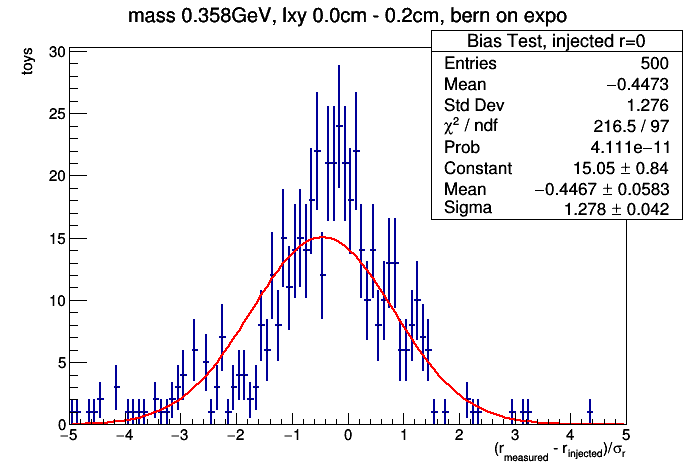 mass 0.358GeV, lxy 0.0cm - 0.2cm, bern on expo
toys
30
25
20
15
10
5
0
Bias Test, injected r=0
Entries 500
Mean −0.4473
Std Dev 1.276
χ² / ndf 216.5 / 97
Prob 4.111e−11
Constant 15.05 ± 0.84
Mean −0.4467 ± 0.0583
Sigma 1.278 ± 0.042
−5 −4 −3 −2 −1 0 1 2 3 4 5
(r_measured - r_injected)/σ_r